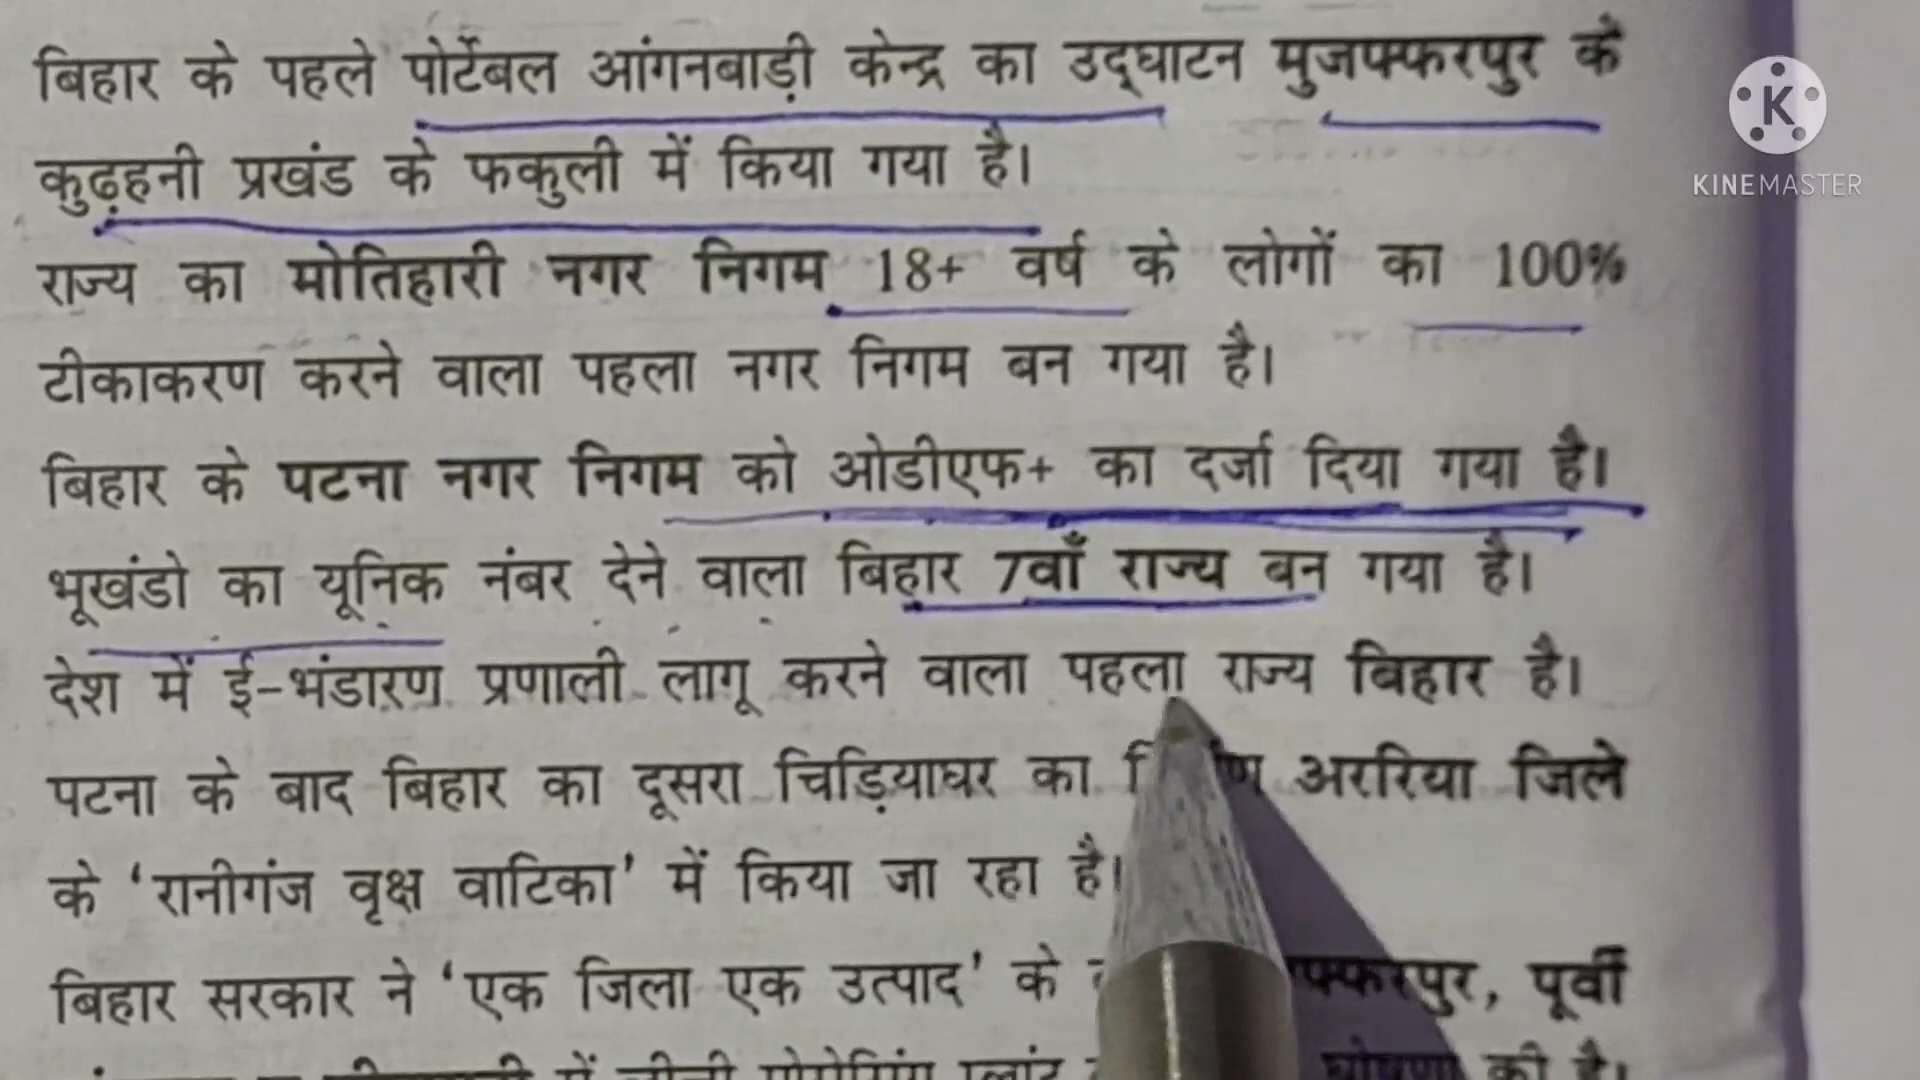 बिहार के पहले पोर्टेबल आंगनबाड़ी केन्द्र का उद्घाटन मुजफ्फरपुर के
कुढ़हनी प्रखंड के फकुली में किया गया है।
राज्य का मोतिहारी नगर निगम 18+ वर्ष के लोगों का 100%
टीकाकरण करने वाला पहला नगर निगम बन गया है।
बिहार के पटना नगर निगम को ओडीएफ+ का दर्जा दिया गया है।
भूखंडो का यूनिक नंबर देने वाला बिहार 7वाँ राज्य बन गया है।
देश में ई-भंडारण प्रणाली लागू करने वाला पहला राज्य बिहार है।
पटना के बाद बिहार का दूसरा चिड़ियाघर का अररिया जिले
के ‘रानीगंज वृक्ष वाटिका’ में किया जा रहा है।
बिहार सरकार ने ‘एक जिला एक उत्पाद’ के पूर्वी
में की है।
K
KINEMASTER